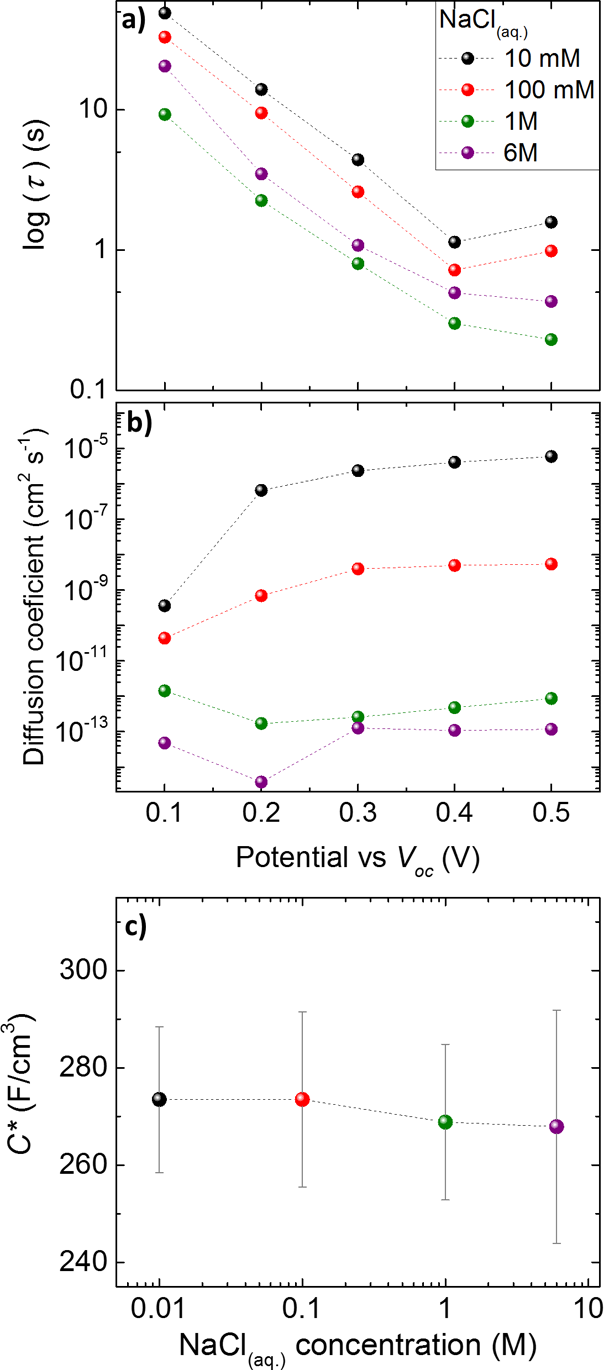 a)
NaCl(aq.)
10 mM
100 mM
1M
6M
log (τ) (s)
10
1
0.1
b)
Diffusion coeficient (cm² s⁻¹)
10⁻⁵
10⁻⁷
10⁻⁹
10⁻¹¹
10⁻¹³
0.1 0.2 0.3 0.4 0.5
Potential vs Voc (V)
c)
C* (F/cm³)
300
280
260
240
0.01 0.1 1 10
NaCl(aq.) concentration (M)